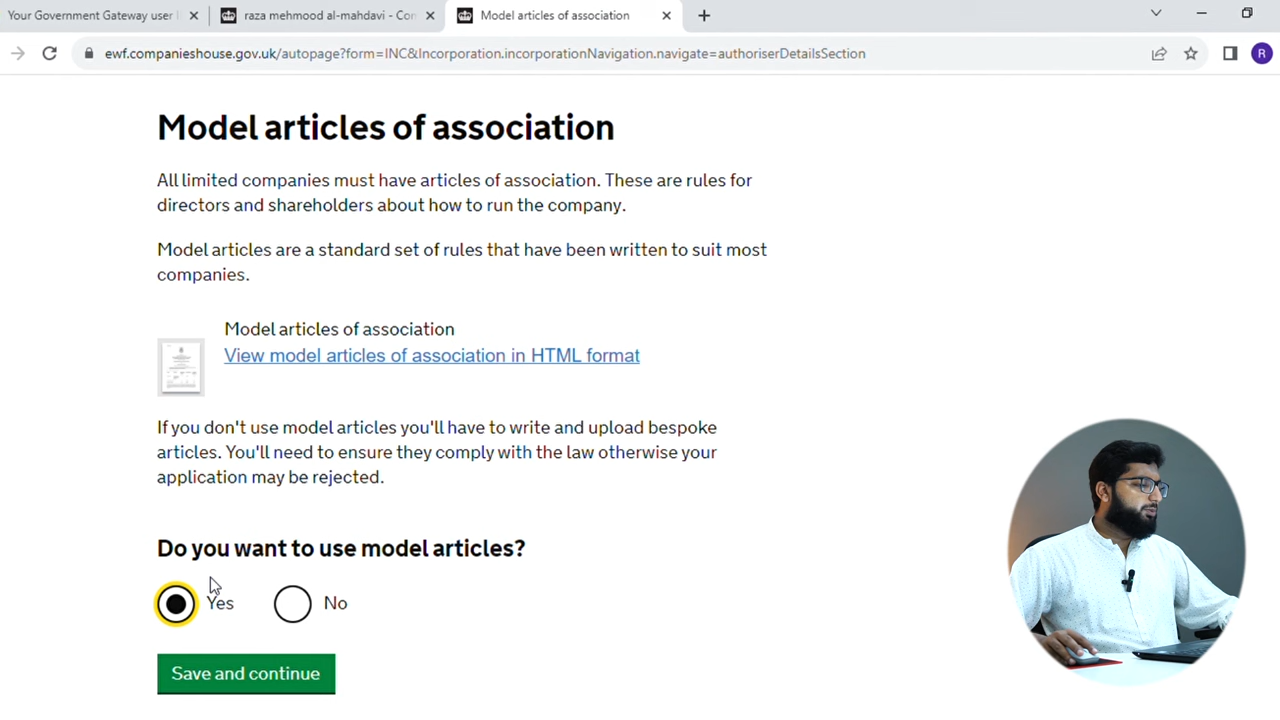 Your Government Gateway user
raza mehmood al-mahdavi - Con
Model articles of association
ewf.companieshouse.gov.uk/autopage?form=INC&Incorporation.incorporationNavigation.navigate=authoriserDetailsSection
R
Model articles of association
All limited companies must have articles of association. These are rules for
directors and shareholders about how to run the company.
Model articles are a standard set of rules that have been written to suit most
companies.
Model articles of association
View model articles of association in HTML format
If you don't use model articles you'll have to write and upload bespoke
articles. You'll need to ensure they comply with the law otherwise your
application may be rejected.
Do you want to use model articles?
Yes No
Save and continue